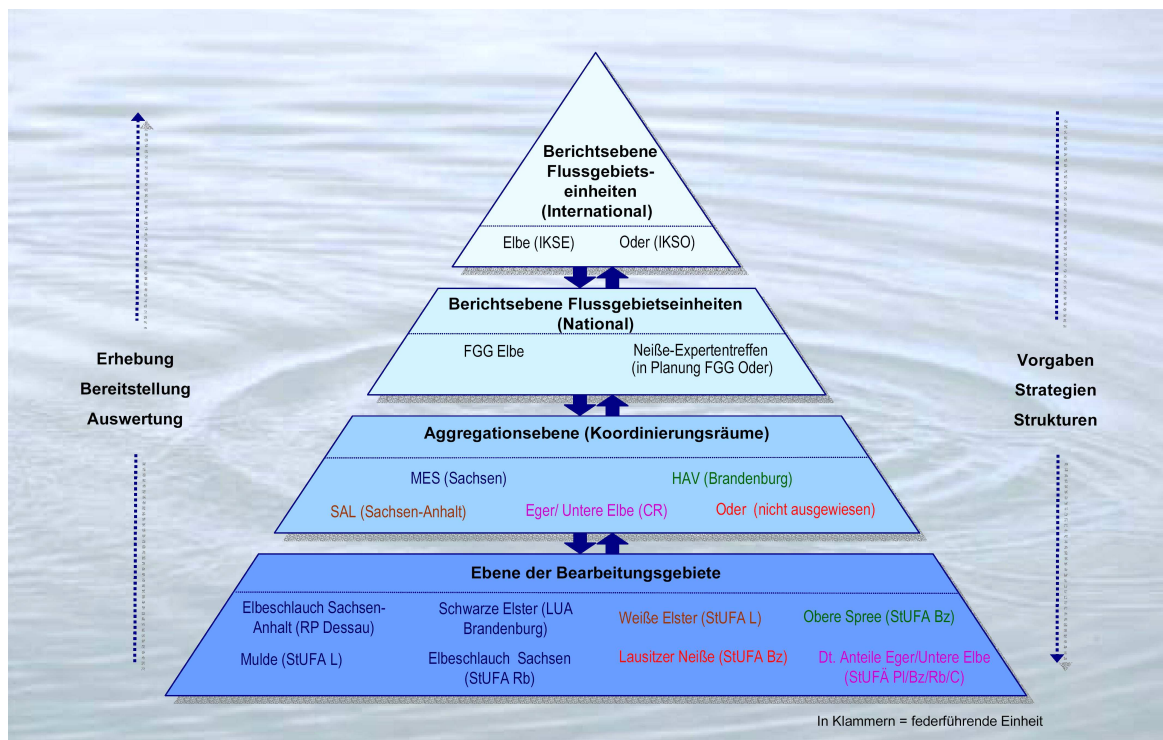 Berichtsebene
Flussgebiets-
einheiten
(International)
Elbe (IKSE)
Oder (IKSO)
Berichtsebene Flussgebietseinheiten
(National)
FGG Elbe
Neiße-Expertentreffen
(in Planung FGG Oder)
Erhebung
Bereitstellung
Auswertung
Vorgaben
Strategien
Strukturen
Aggregationsebene (Koordinierungsräume)
MES (Sachsen)
HAV (Brandenburg)
SAL (Sachsen-Anhalt)
Eger/ Untere Elbe (CR)
Oder (nicht ausgewiesen)
Ebene der Bearbeitungsgebiete
Elbeschlauch Sachsen-
Anhalt (RP Dessau)
Schwarze Elster (LUA
Brandenburg)
Weiße Elster (StUFA L)
Obere Spree (StUFA Bz)
Mulde (StUFA L)
Elbeschlauch Sachsen
(StUFA Rb)
Lausitzer Neiße (StUFA Bz)
Dt. Anteile Eger/Untere Elbe
(StUFÄ Pl/Bz/Rb/C)
In Klammern = federführende Einheit